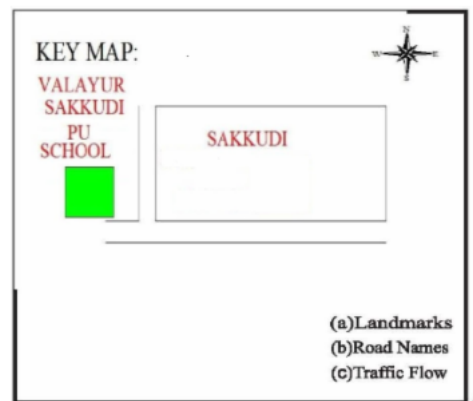 KEY MAP:
N
W E
S
VALAYUR
SAKKUDI
PU
SCHOOL
SAKKUDI
(a)Landmarks
(b)Road Names
(c)Traffic Flow